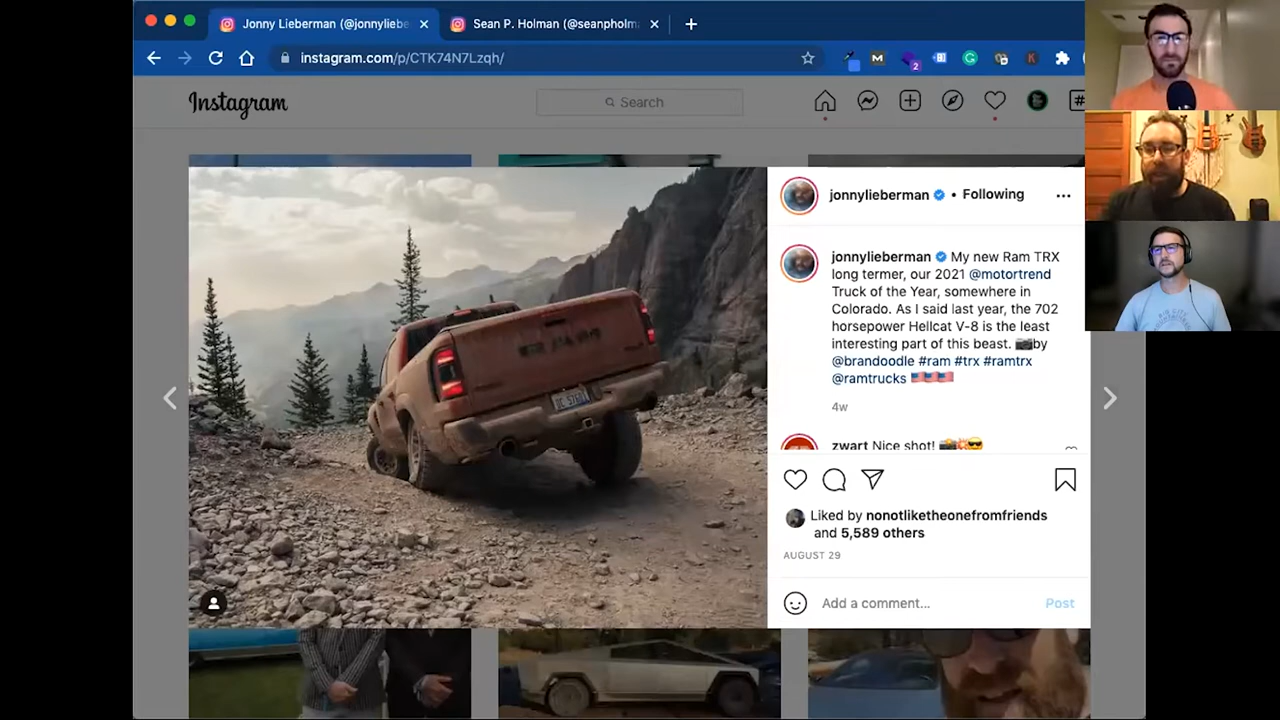 Jonny Lieberman (@jonnyliebe
Sean P. Holman (@seanpholm
instagram.com/p/CTK74N7Lzqh/
M
2
G
K
Instagram
Search
jonnylieberman • Following
jonnylieberman My new Ram TRX
long termer, our 2021 @motortrend
Truck of the Year, somewhere in
Colorado. As I said last year, the 702
horsepower Hellcat V-8 is the least
interesting part of this beast. 📷by
@brandoodle #ram #trx #ramtrx
@ramtrucks 🇺🇸🇺🇸🇺🇸
4w
zwart Nice shot! 📸💥😎
Liked by nonotliketheonefromfriends
and 5,589 others
AUGUST 29
Add a comment...
Post